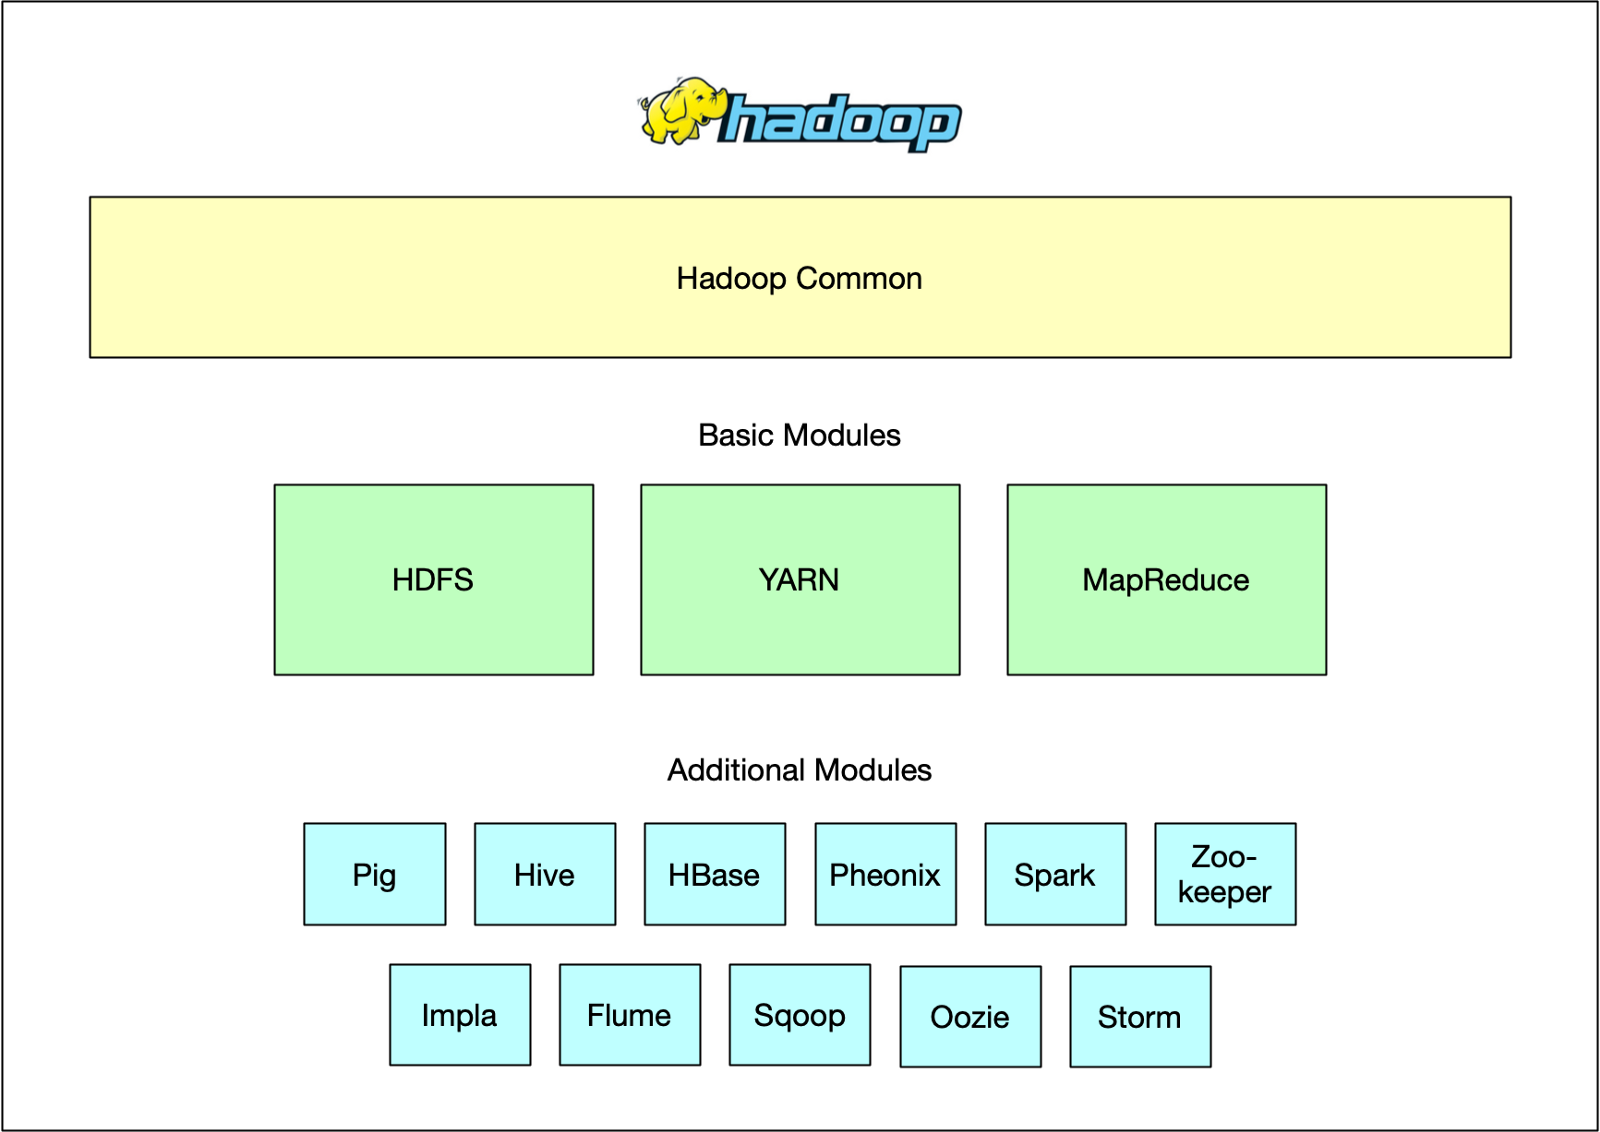 hadoop
Hadoop Common
Basic Modules
HDFS
YARN
MapReduce
Additional Modules
Pig
Hive
HBase
Pheonix
Spark
Zoo-
keeper
Impla
Flume
Sqoop
Oozie
Storm